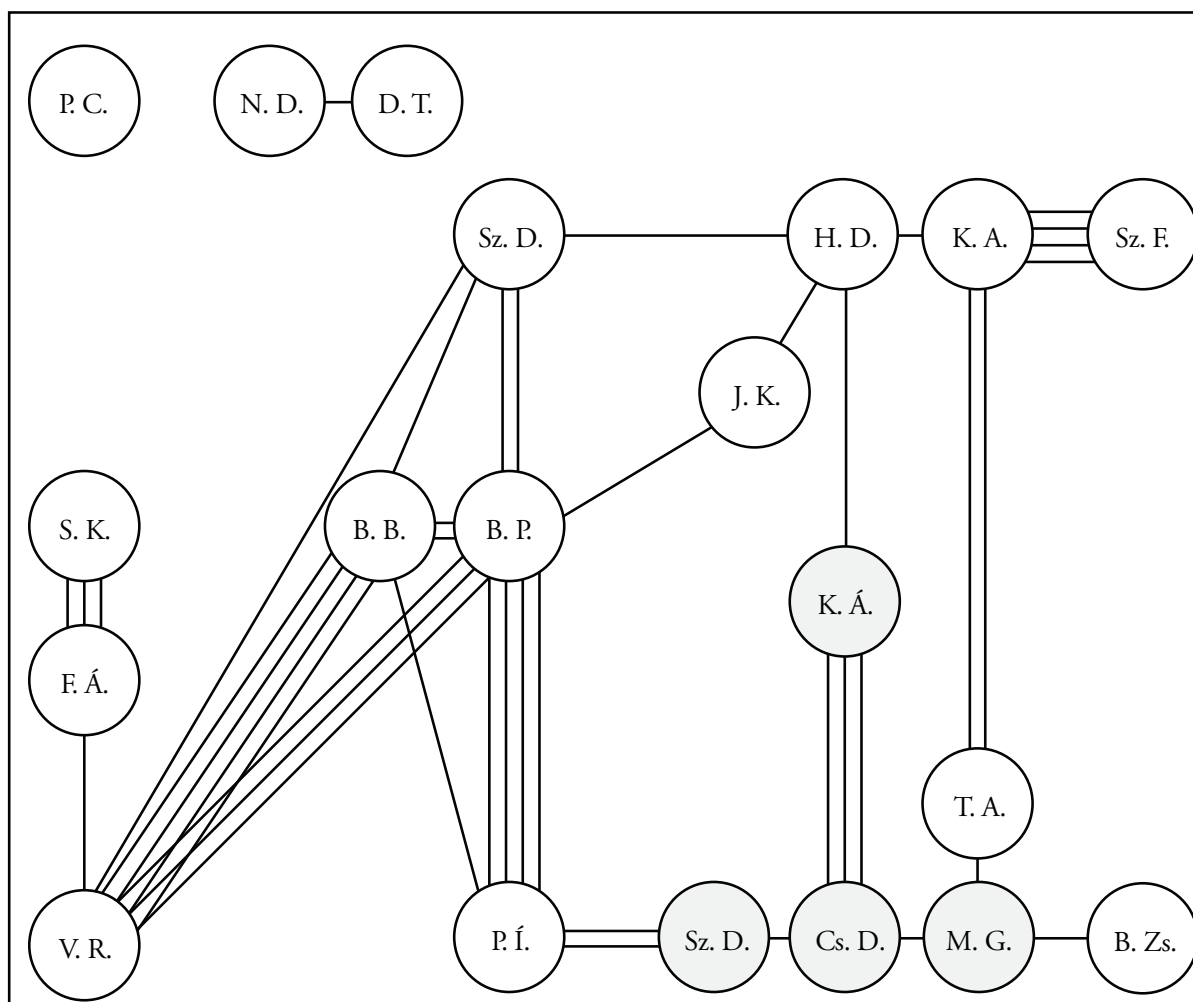 P. C.
N. D.
D. T.
Sz. D.
H. D.
K. A.
Sz. F.
J. K.
S. K.
B. B.
B. P.
K. Á.
F. Á.
T. A.
V. R.
P. Í.
Sz. D.
Cs. D.
M. G.
B. Zs.